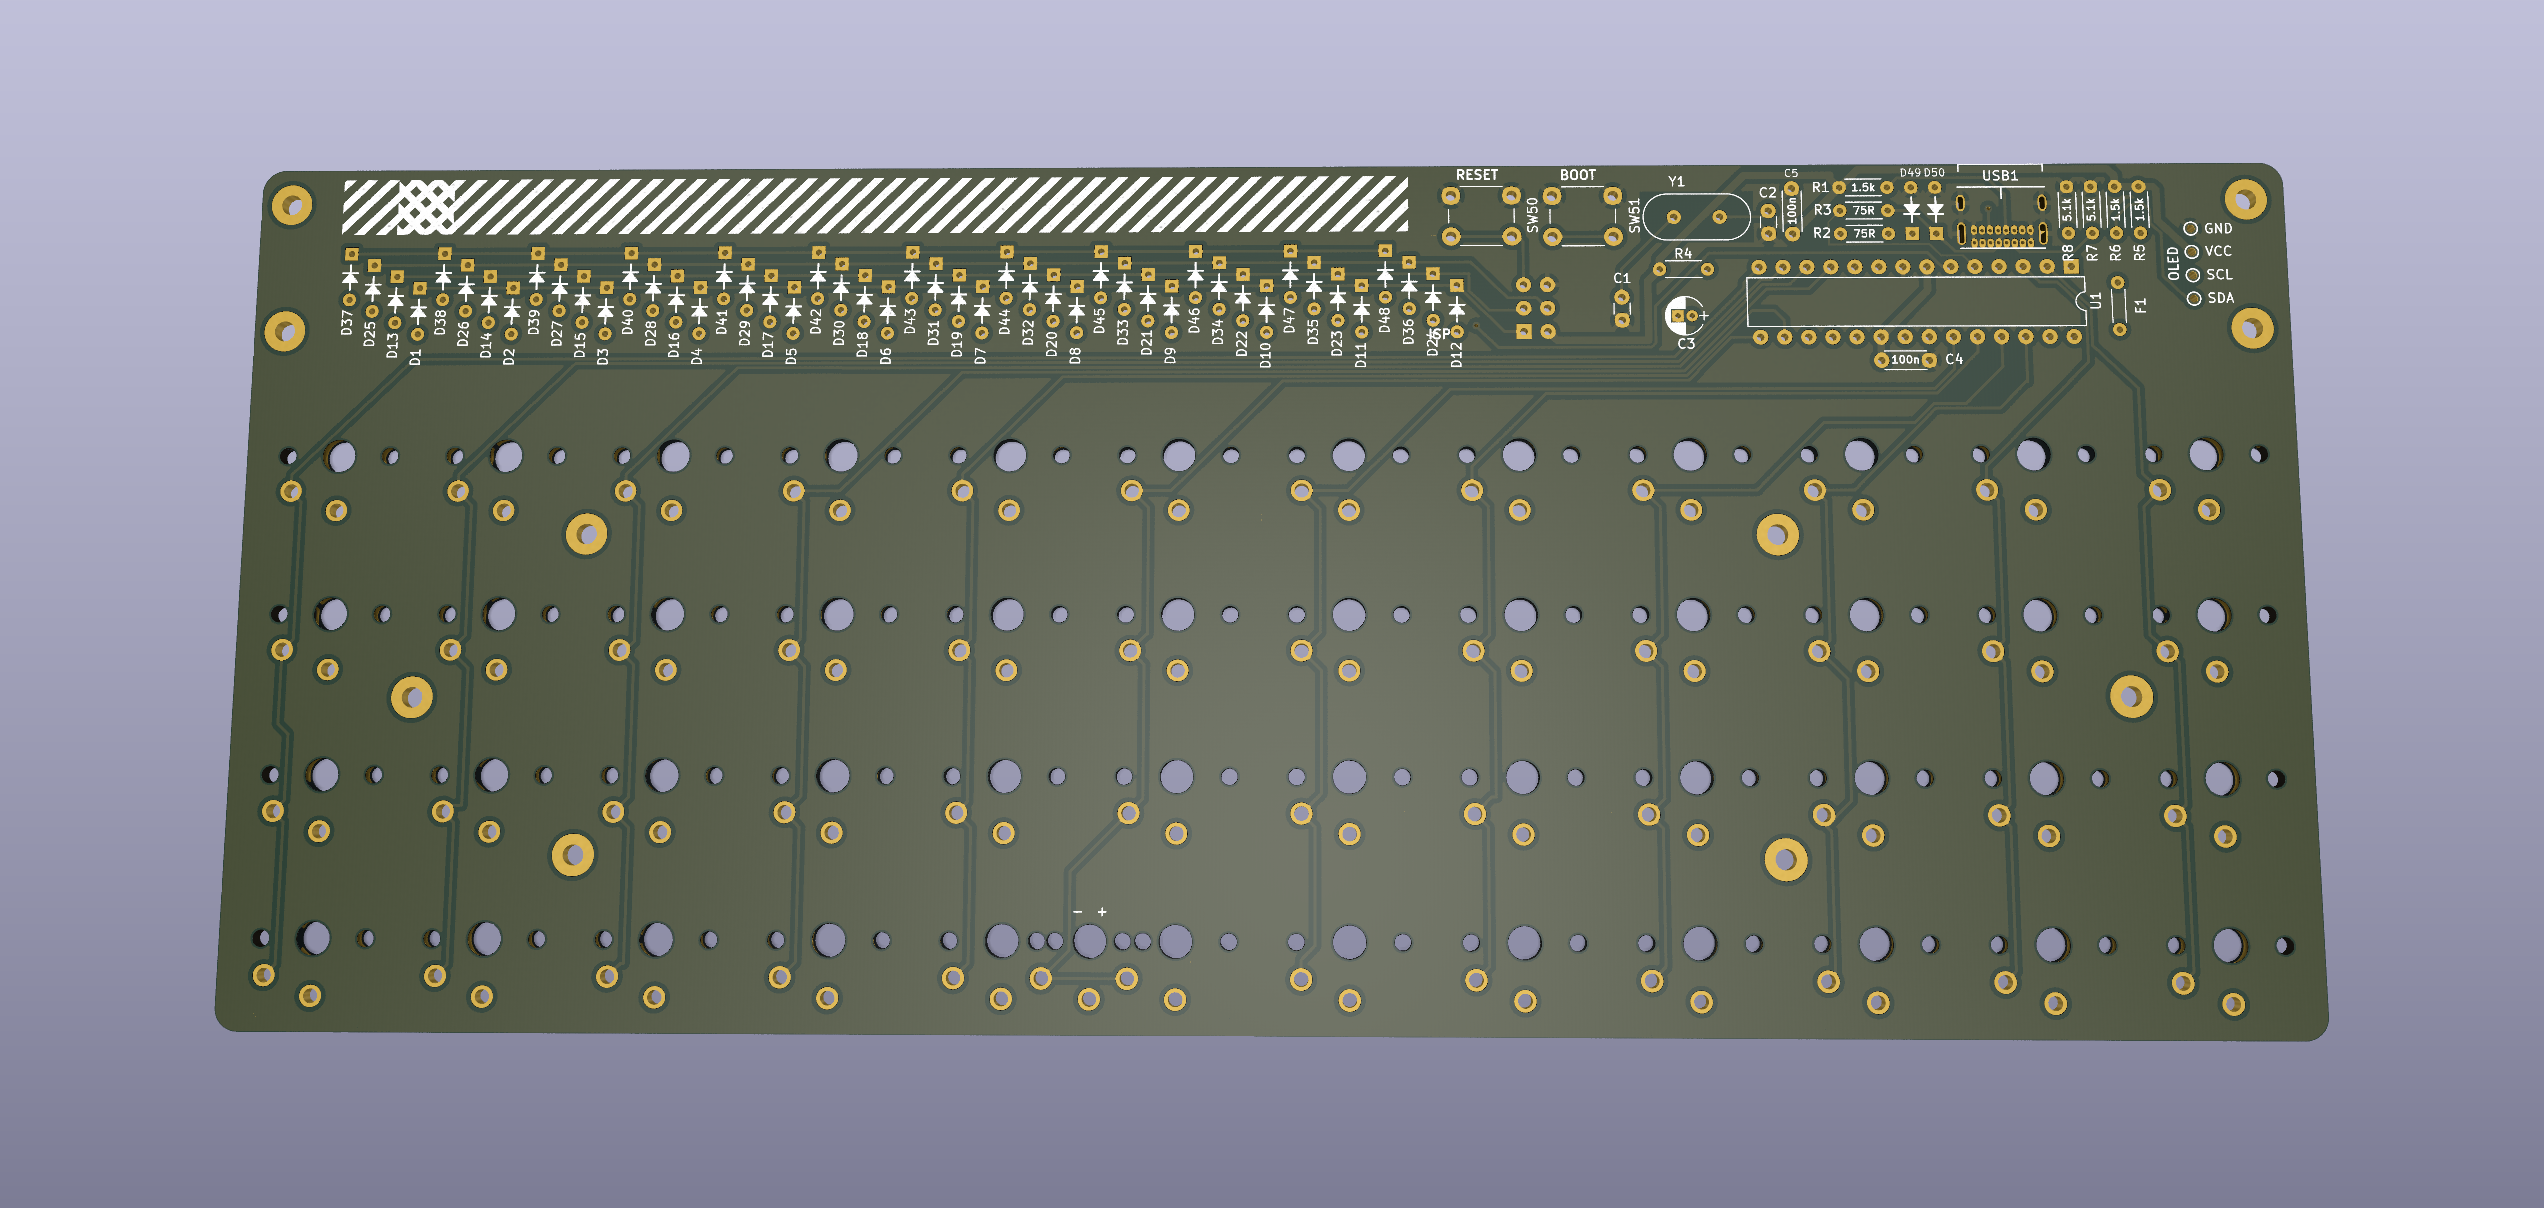 RESET
BOOT
Y1
C5
D49
D50
USB1
C2
100n
R1
1.5k
R3
75R
R2
75R
SW50
SW51
5.1k
5.1k
1.5k
1.5k
R8
R7
R6
R5
OLED
GND
VCC
SCL
SDA
R4
C1
+
C3
U1
F1
100n
C4
D37
D25
D13
D1
D38
D26
D14
D2
D39
D27
D15
D3
D40
D28
D16
D4
D41
D29
D17
D5
D42
D30
D18
D6
D43
D31
D19
D7
D44
D32
D20
D8
D45
D33
D21
D9
D46
D34
D22
D10
D47
D35
D23
D11
D48
D36
D12
ISP
- +